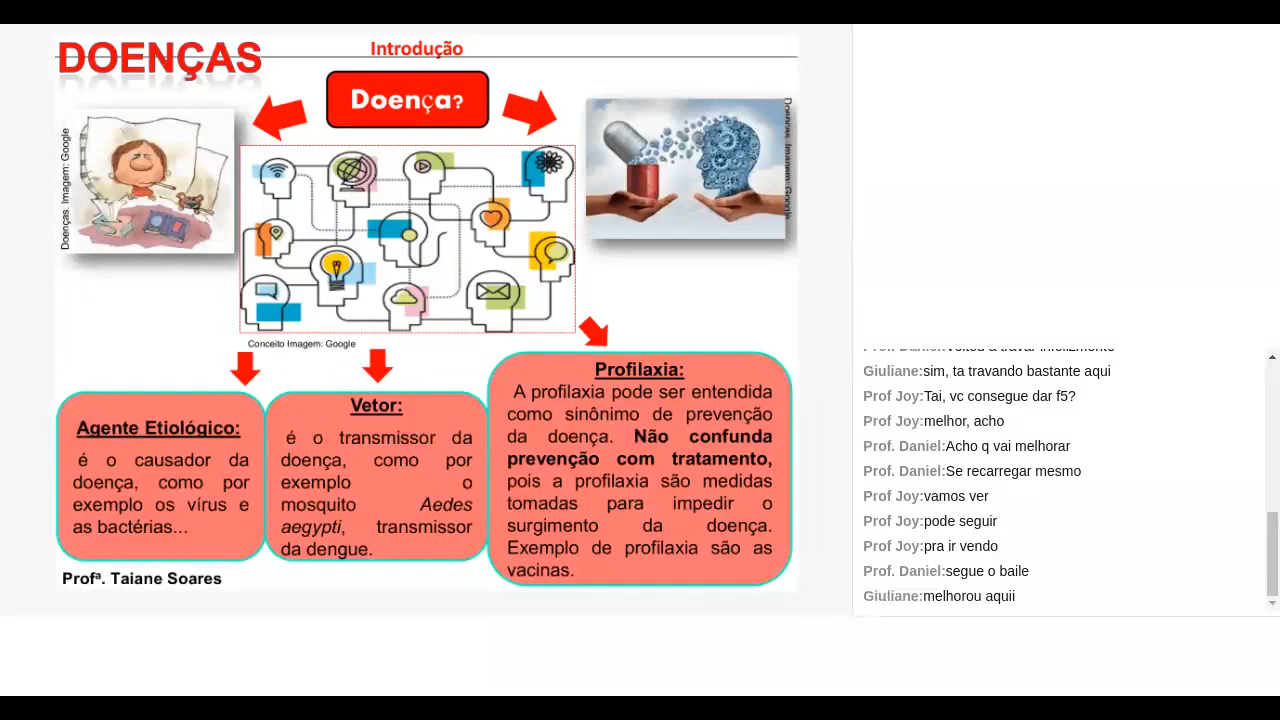 DOENÇAS
Introdução
Doença?
Doenças. Imagem: Google
Doenças. Imagem: Google
Conceito Imagem: Google
Agente Etiológico:
é o causador da
doença, como por
exemplo os vírus e
as bactérias...
Vetor:
é o transmissor da
doença, como por
exemplo o
mosquito Aedes
aegypti, transmissor
da dengue.
Profilaxia:
A profilaxia pode ser entendida
como sinônimo de prevenção
da doença. Não confunda
prevenção com tratamento,
pois a profilaxia são medidas
tomadas para impedir o
surgimento da doença.
Exemplo de profilaxia são as
vacinas.
Profª. Taiane Soares
Prof. Daniel:voltou a travar infelizmente
Giuliane:sim, ta travando bastante aqui
Prof Joy:Tai, vc consegue dar f5?
Prof Joy:melhor, acho
Prof. Daniel:Acho q vai melhorar
Prof. Daniel:Se recarregar mesmo
Prof Joy:vamos ver
Prof Joy:pode seguir
Prof Joy:pra ir vendo
Prof. Daniel:segue o baile
Giuliane:melhorou aquii